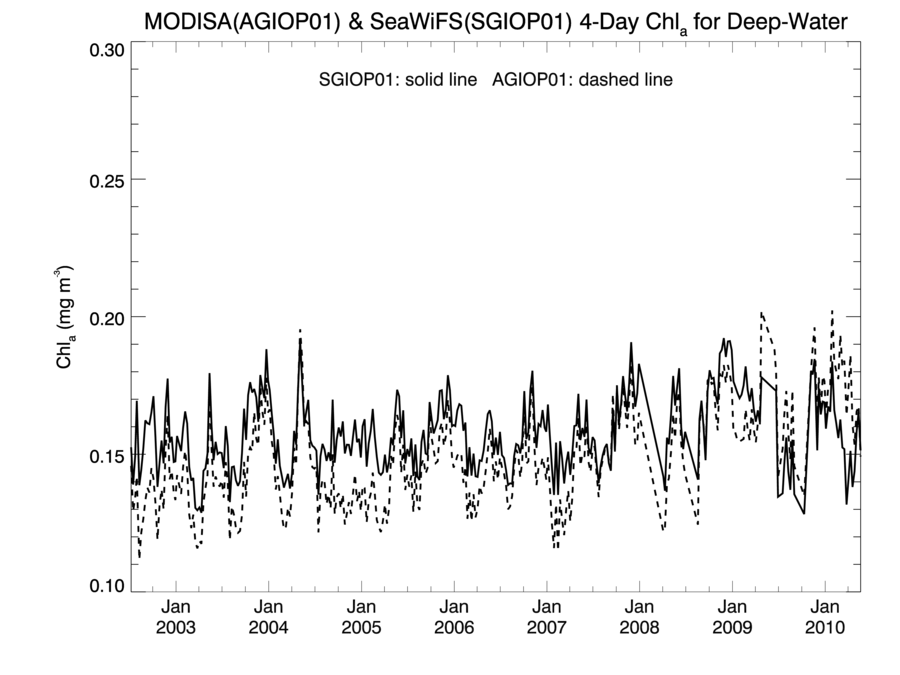 MODISA(AGIOP01) & SeaWiFS(SGIOP01) 4-Day Chlₐ for Deep-Water
SGIOP01: solid line AGIOP01: dashed line
0.30
0.25
0.20
0.15
0.10
Chlₐ (mg m⁻³)
Jan Jan Jan Jan Jan Jan Jan Jan
2003 2004 2005 2006 2007 2008 2009 2010